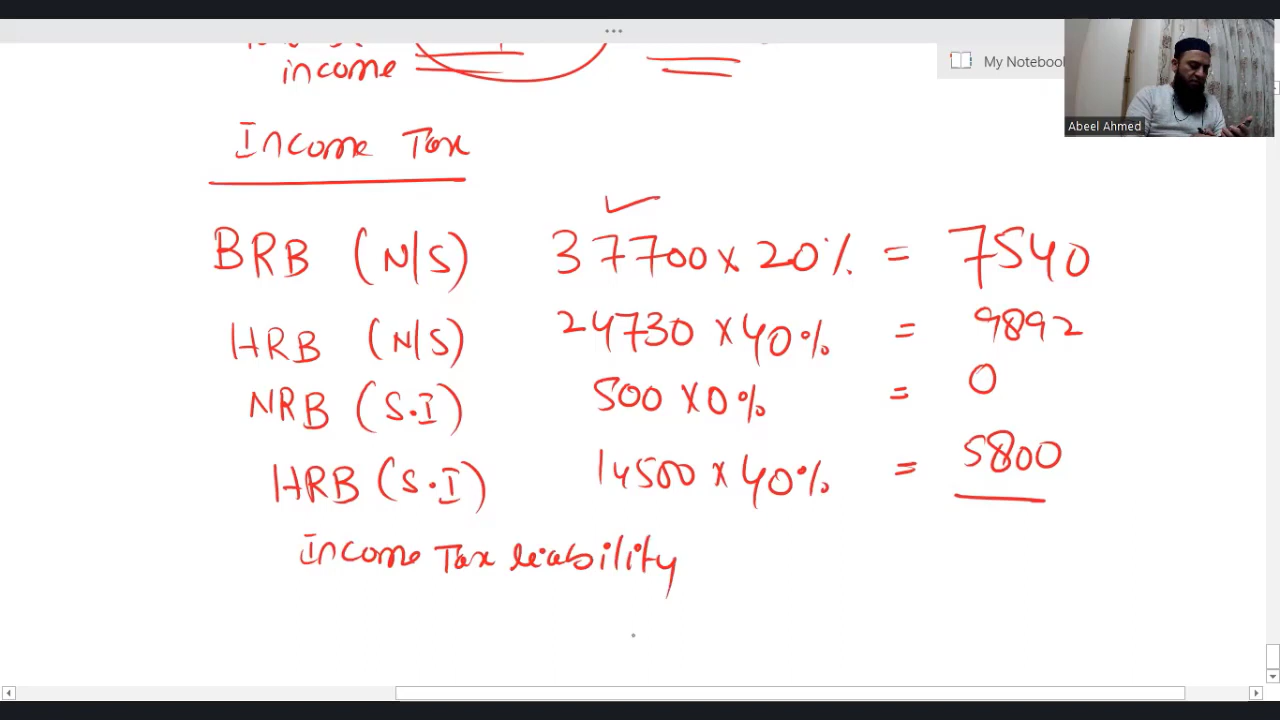 income
My Notebook
Abeel Ahmed
Income Tax
BRB (N/S) 37700 x 20% = 7540
HRB (N/S) 24730 x 40% = 9892
NRB (S.I) 500 x 0% = 0
HRB (S.I) 14500 x 40% = 5800
Income Tax liability